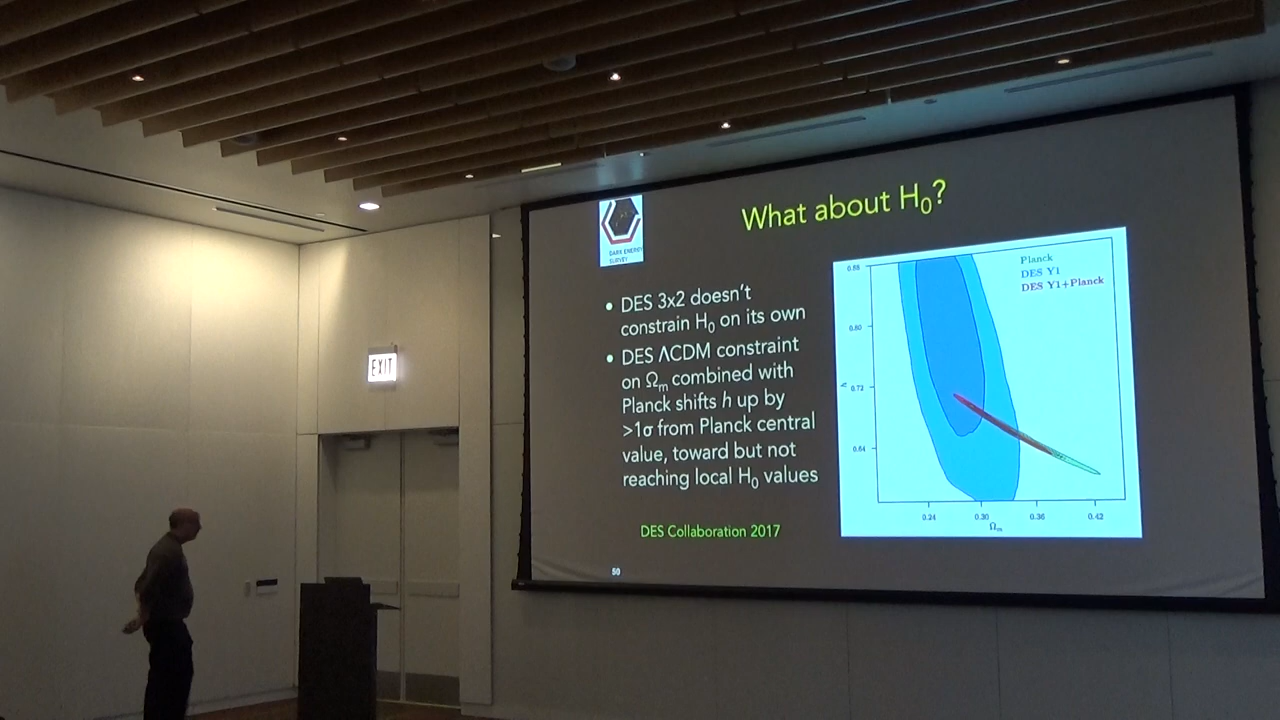 What about H₀?
DARK ENERGY
SURVEY
• DES 3x2 doesn't
constrain H₀ on its own
• DES ΛCDM constraint
on Ωₘ combined with
Planck shifts h up by
>1σ from Planck central
value, toward but not
reaching local H₀ values
DES Collaboration 2017
50
Planck
DES Y1
DES Y1+Planck
0.88
0.80
0.72
0.64
h
0.24
0.30
0.36
0.42
Ωₘ
EXIT